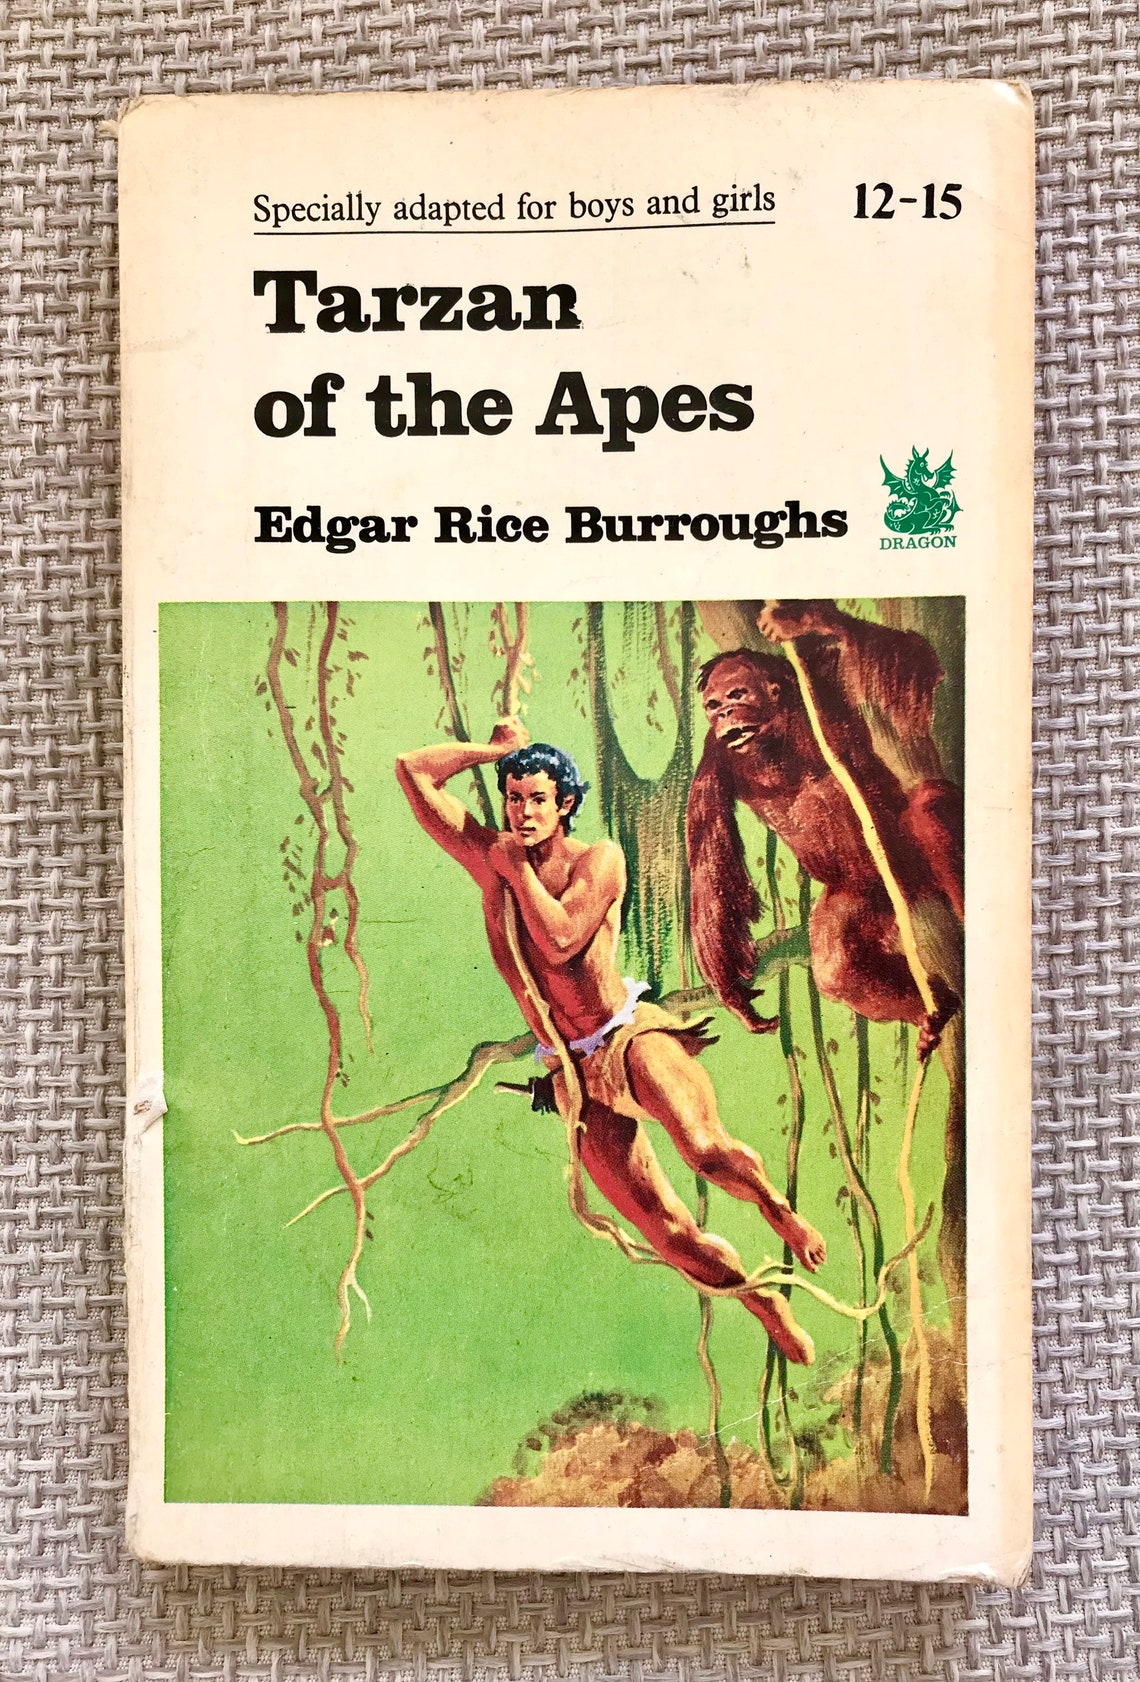 Specially adapted for boys and girls 12-15
Tarzan
of the Apes
Edgar Rice Burroughs
DRAGON